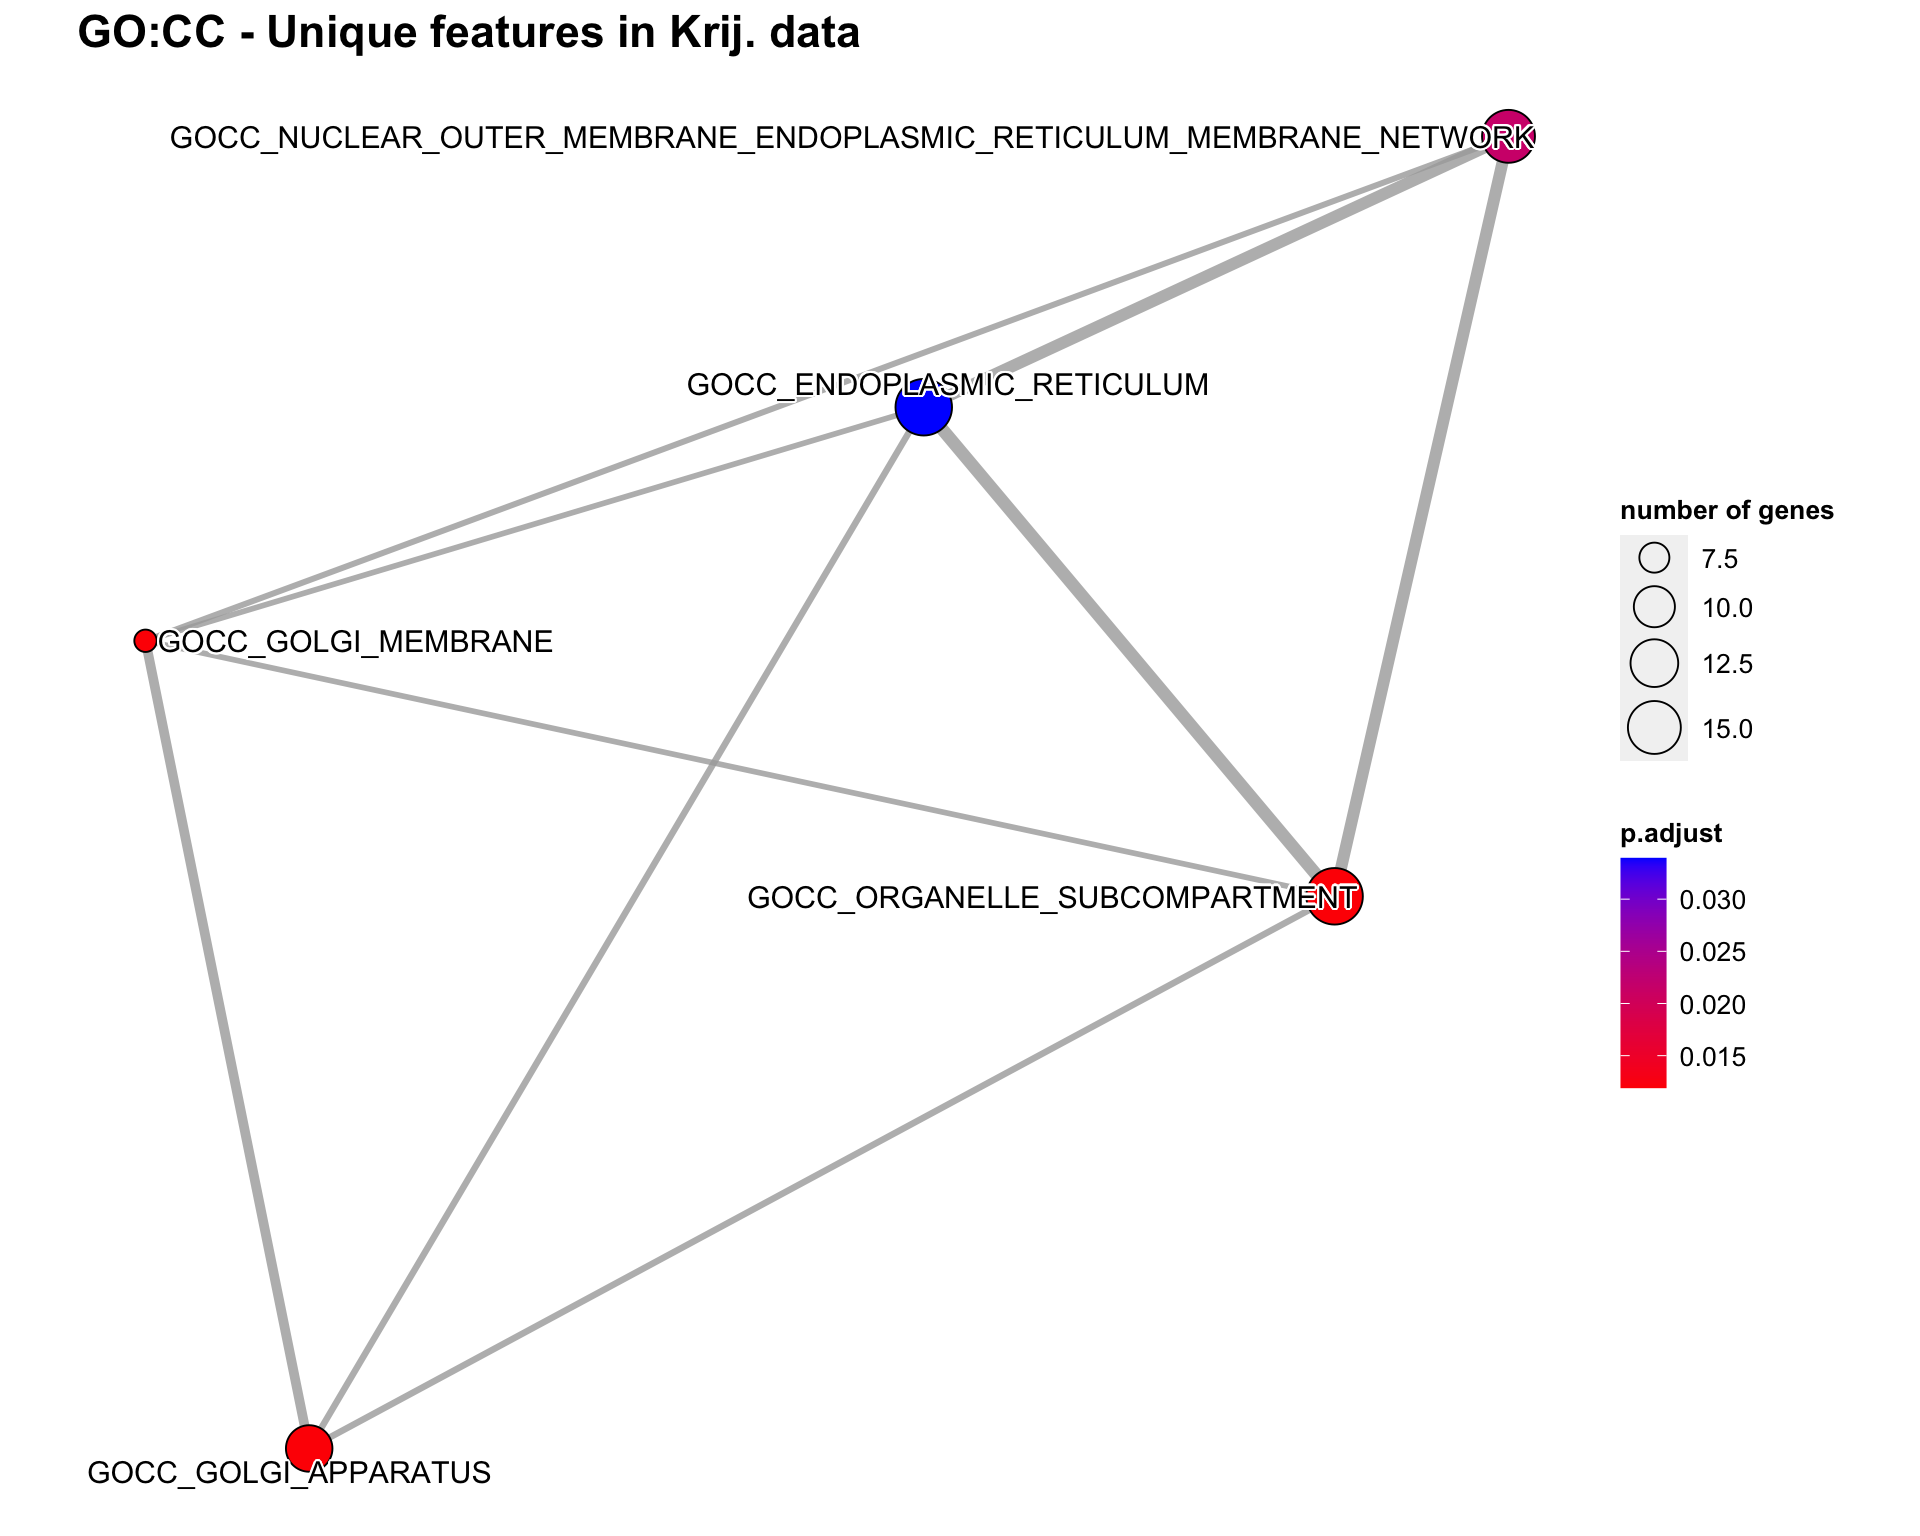 GO:CC - Unique features in Krij. data
GOCC_NUCLEAR_OUTER_MEMBRANE_ENDOPLASMIC_RETICULUM_MEMBRANE_NETWORK
GOCC_ENDOPLASMIC_RETICULUM
GOCC_GOLGI_MEMBRANE
GOCC_ORGANELLE_SUBCOMPARTMENT
GOCC_GOLGI_APPARATUS
number of genes
7.5
10.0
12.5
15.0
p.adjust
0.030
0.025
0.020
0.015